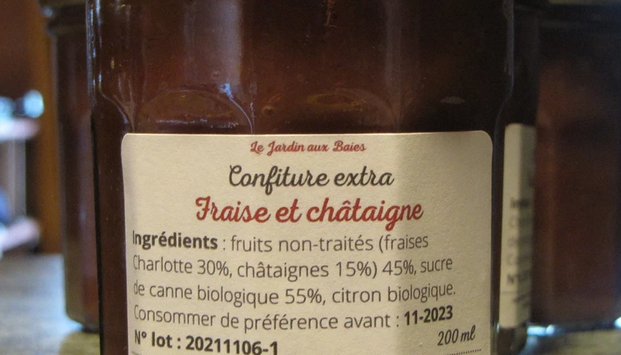 Le Jardin aux Baies
Confiture extra
Fraise et châtaigne
Ingrédients : fruits non-traités (fraises
Charlotte 30%, châtaignes 15%) 45%, sucre
de canne biologique 55%, citron biologique.
Consommer de préférence avant : 11-2023
N° lot : 20211106-1
200 ml